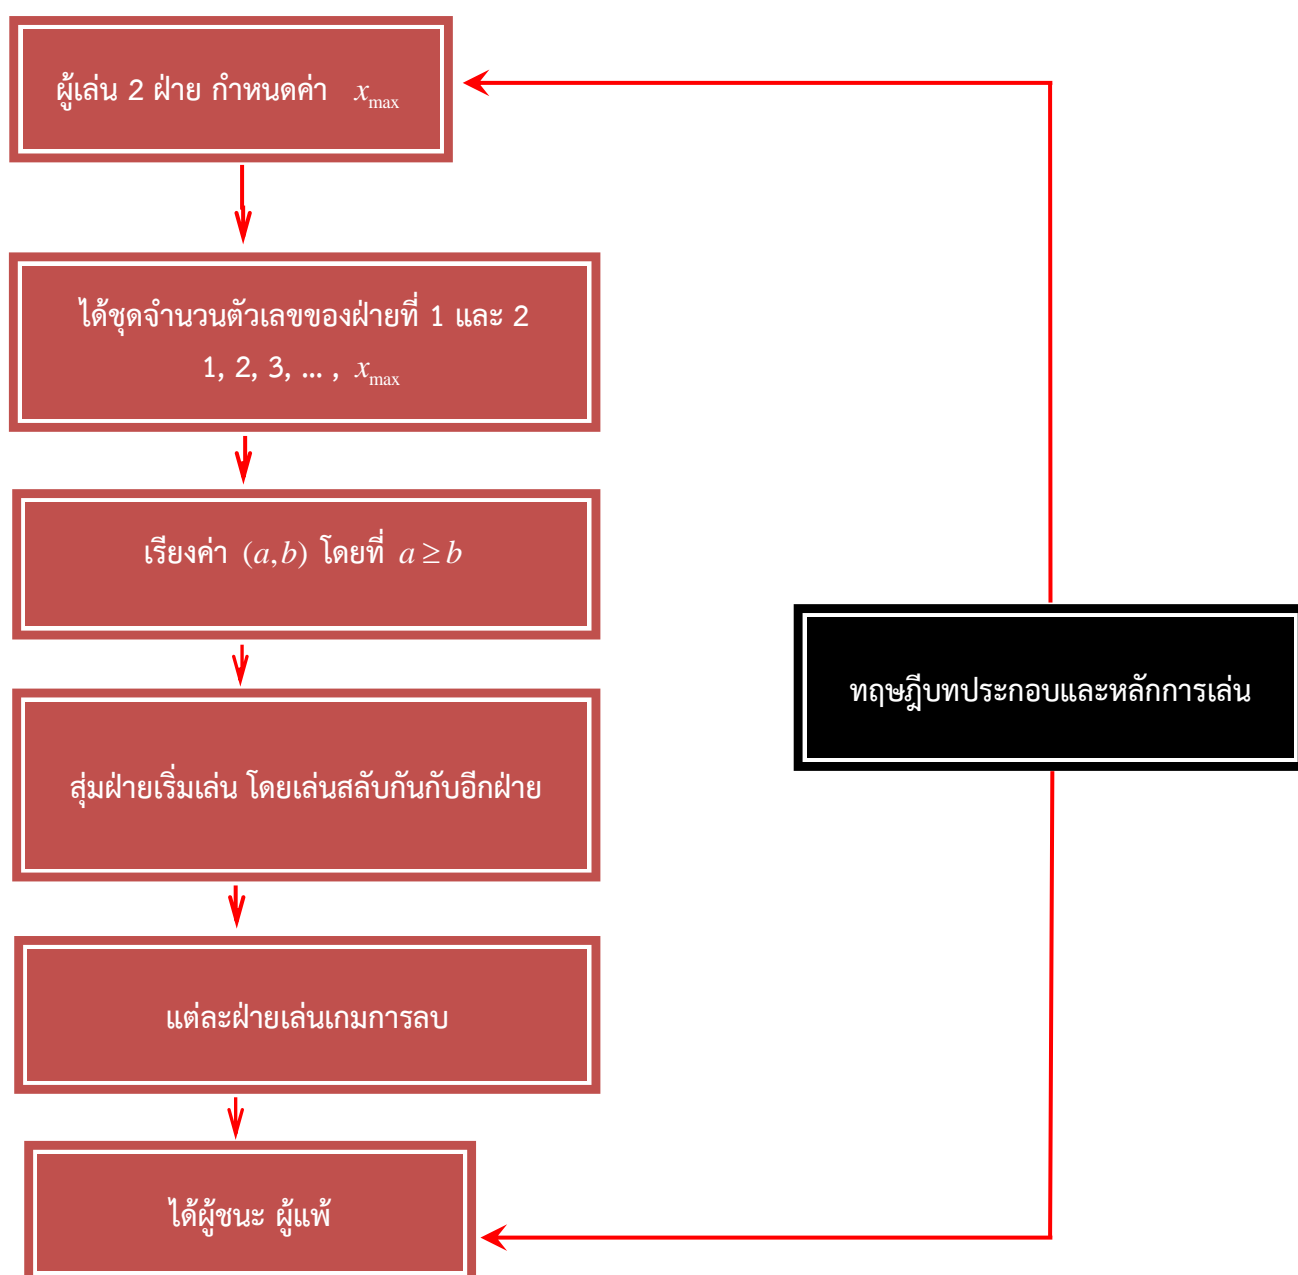 ผู้เล่น 2 ฝ่าย กำหนดค่า x_max
ได้ชุดจำนวนตัวเลขของฝ่ายที่ 1 และ 2
1, 2, 3, ... , x_max
เรียงค่า (a,b) โดยที่ a ≥ b
สุ่มฝ่ายเริ่มเล่น โดยเล่นสลับกันกับอีกฝ่าย
แต่ละฝ่ายเล่นเกมการลบ
ได้ผู้ชนะ ผู้แพ้
ทฤษฎีบทประกอบและหลักการเล่น